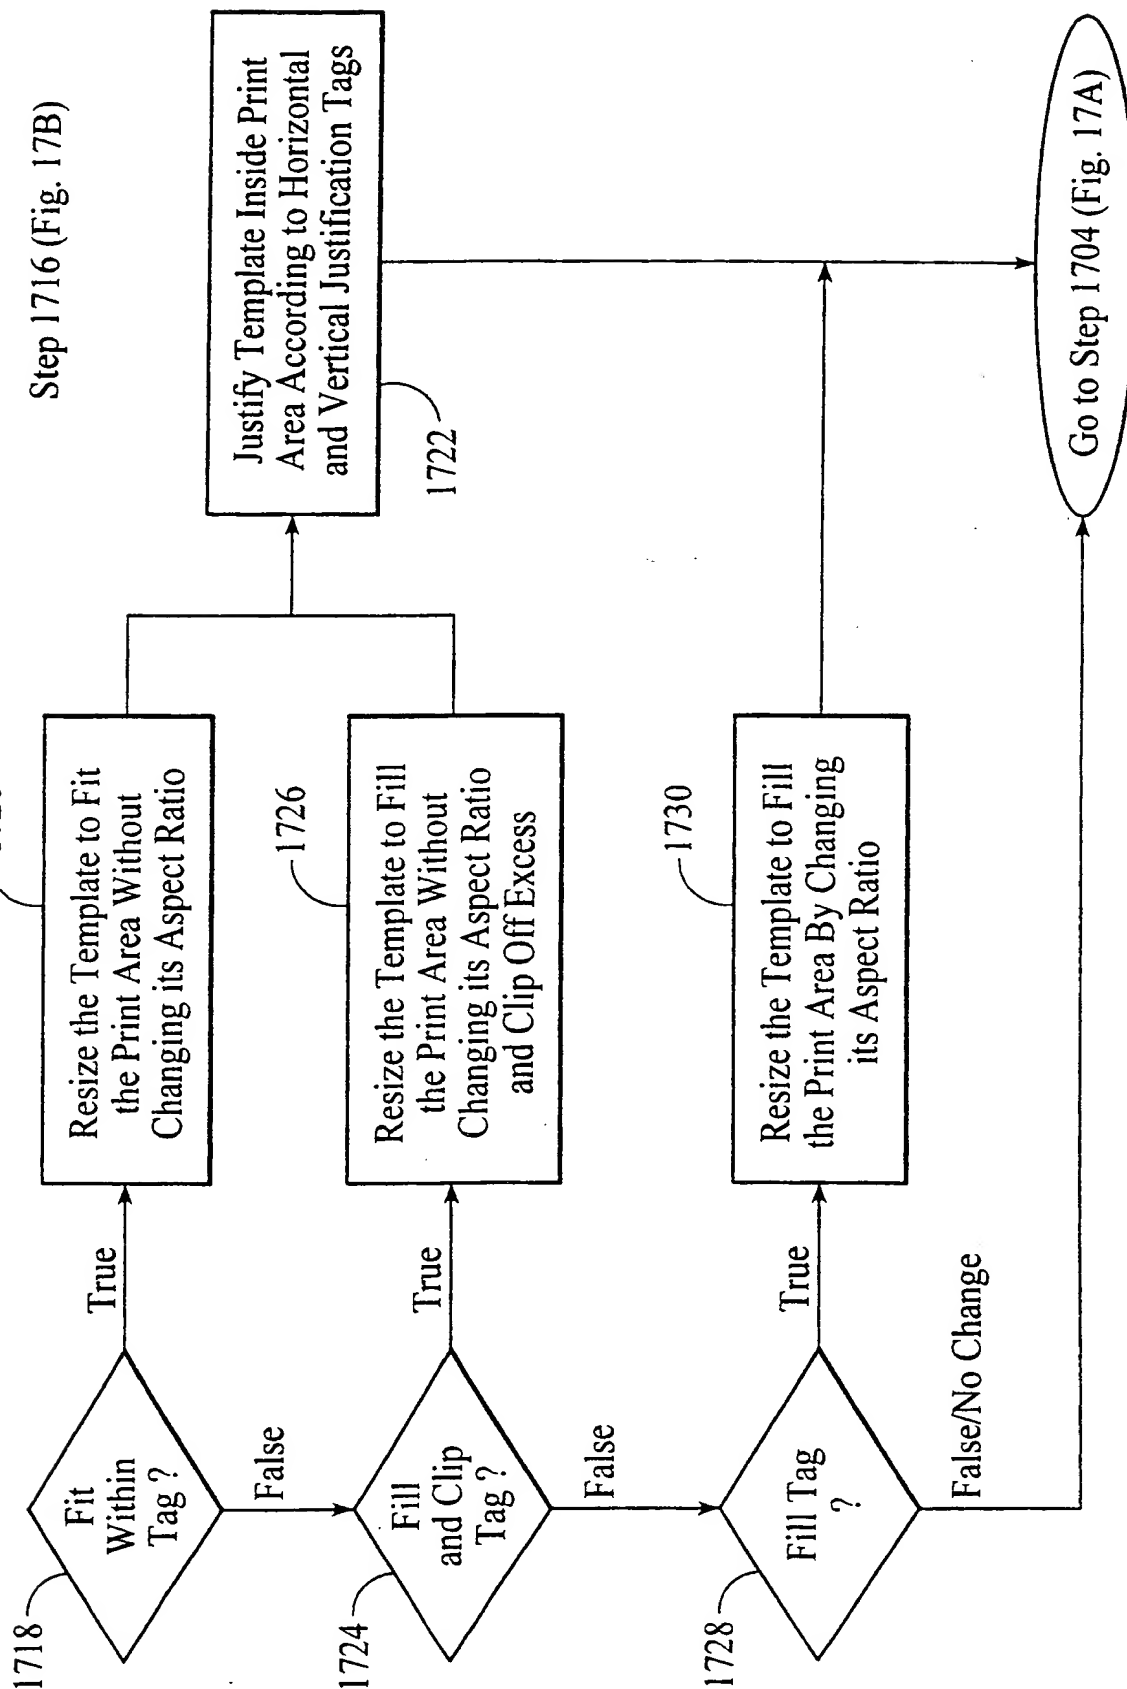 Step 1716 (Fig. 17B)
1718
Fit
Within
Tag ?
True
False
Resize the Template to Fit
the Print Area Without
Changing its Aspect Ratio
Justify Template Inside Print
Area According to Horizontal
and Vertical Justification Tags
1722
1724
Fill
and Clip
Tag ?
True
False
1726
Resize the Template to Fill
the Print Area Without
Changing its Aspect Ratio
and Clip Off Excess
1728
Fill Tag
?
True
False/No Change
1730
Resize the Template to Fill
the Print Area By Changing
its Aspect Ratio
Go to Step 1704 (Fig. 17A)